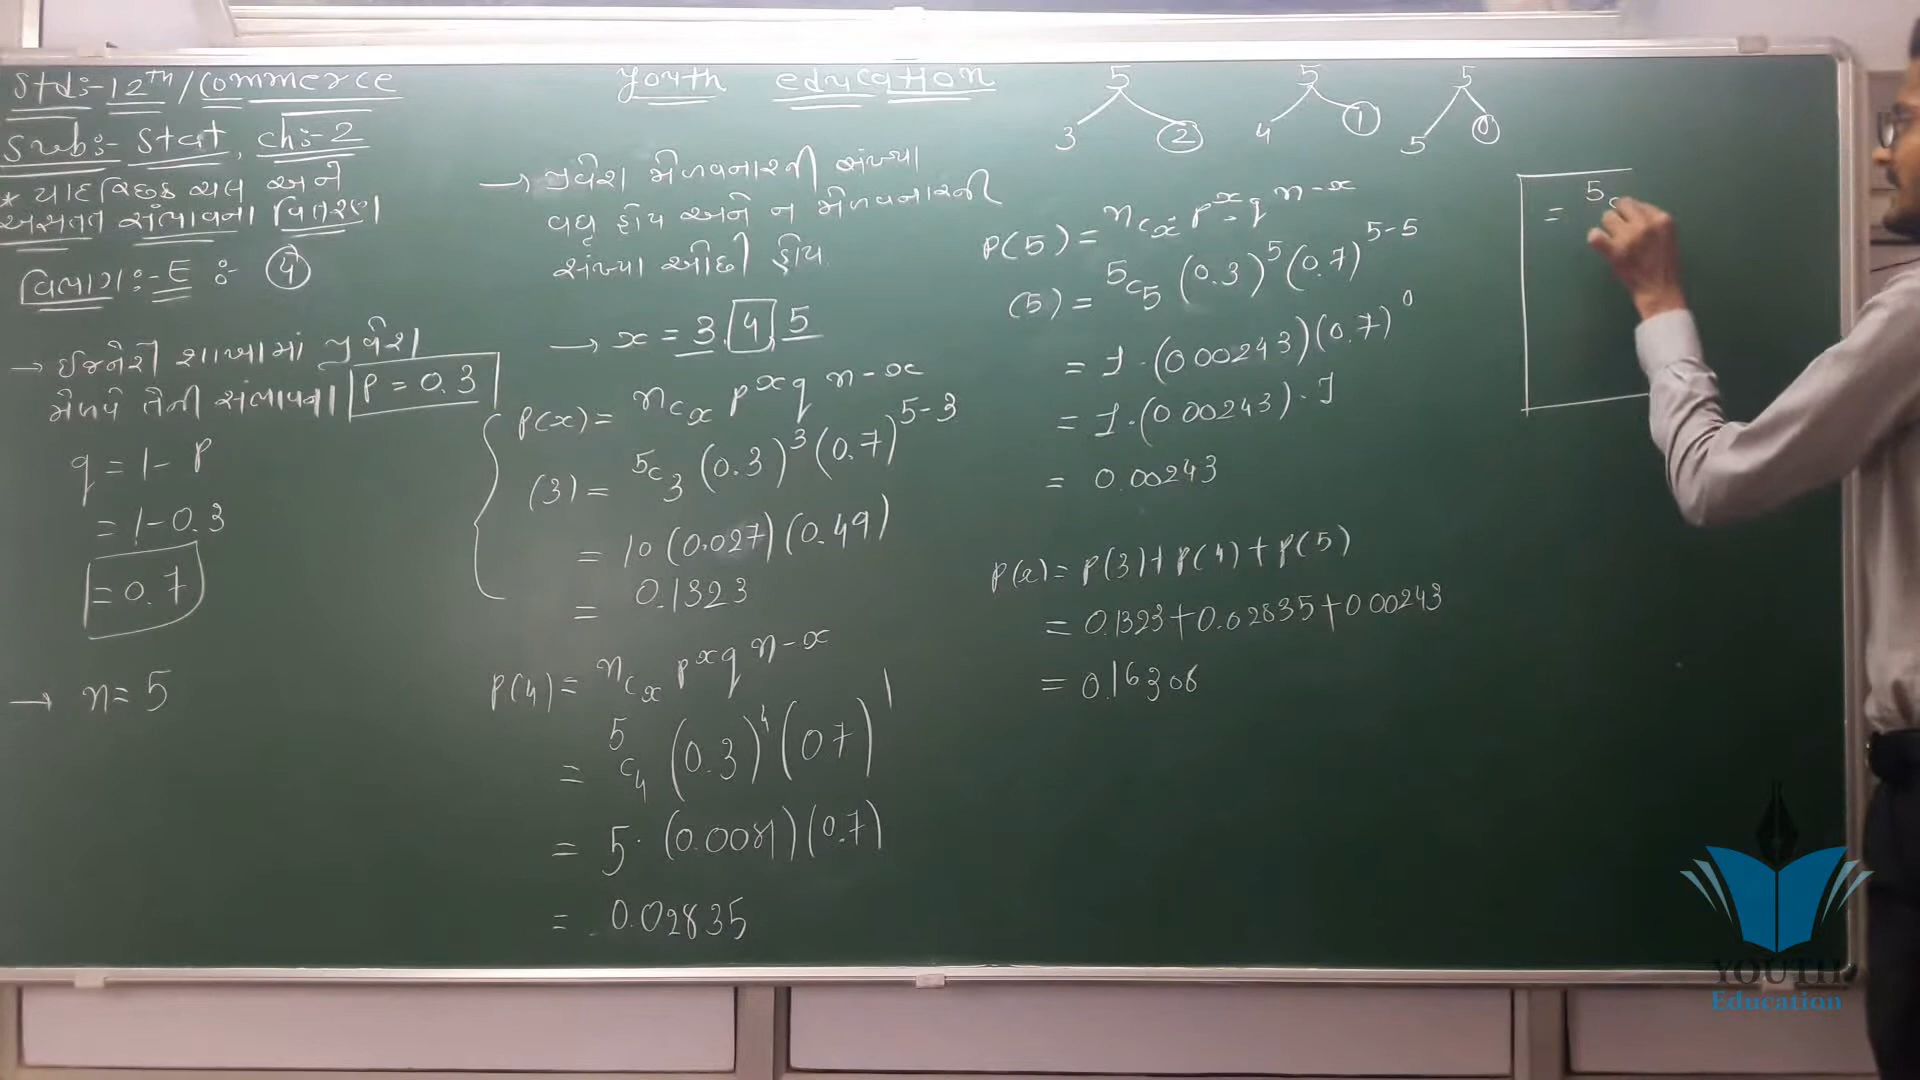 Std:-12th/Commerce
Sub:- Stat, ch:-2
* યાદચ્છિક ચલ અને
અસતત સંભાવના વિતરણ
વિભાગ:-E :- 4
→ ઈજનેરી શાખામાં પ્રવેશ
મેળવે તેની સંભાવના P = 0.3
q = 1 - P
= 1-0.3
= 0.7
→ n = 5
Youth education
→ પ્રવેશ મેળવનારની સંખ્યા
વધુ હોય અને ન મેળવનારની
સંખ્યા ઓછી હોય.
→ x = 3, 4, 5
P(x) = nCx p^x q^n-x
(3) = 5C3 (0.3)^3 (0.7)^5-3
= 10 (0.027) (0.49)
= 0.1323
P(4) = nCx p^x q^n-x
= 5C4 (0.3)^4 (0.7)^1
= 5. (0.0081) (0.7)
= 0.02835
5 3 2
5 4 1
5 5 0
P(5) = nCx p^x q^n-x
(5) = 5C5 (0.3)^5 (0.7)^5-5
= 1 . (0.00243) (0.7)^0
= 1 . (0.00243) . 1
= 0.00243
P(x) = P(3) + P(4) + P(5)
= 0.1323 + 0.02835 + 0.00243
= 0.16308
= 5c
YOUTH
Education